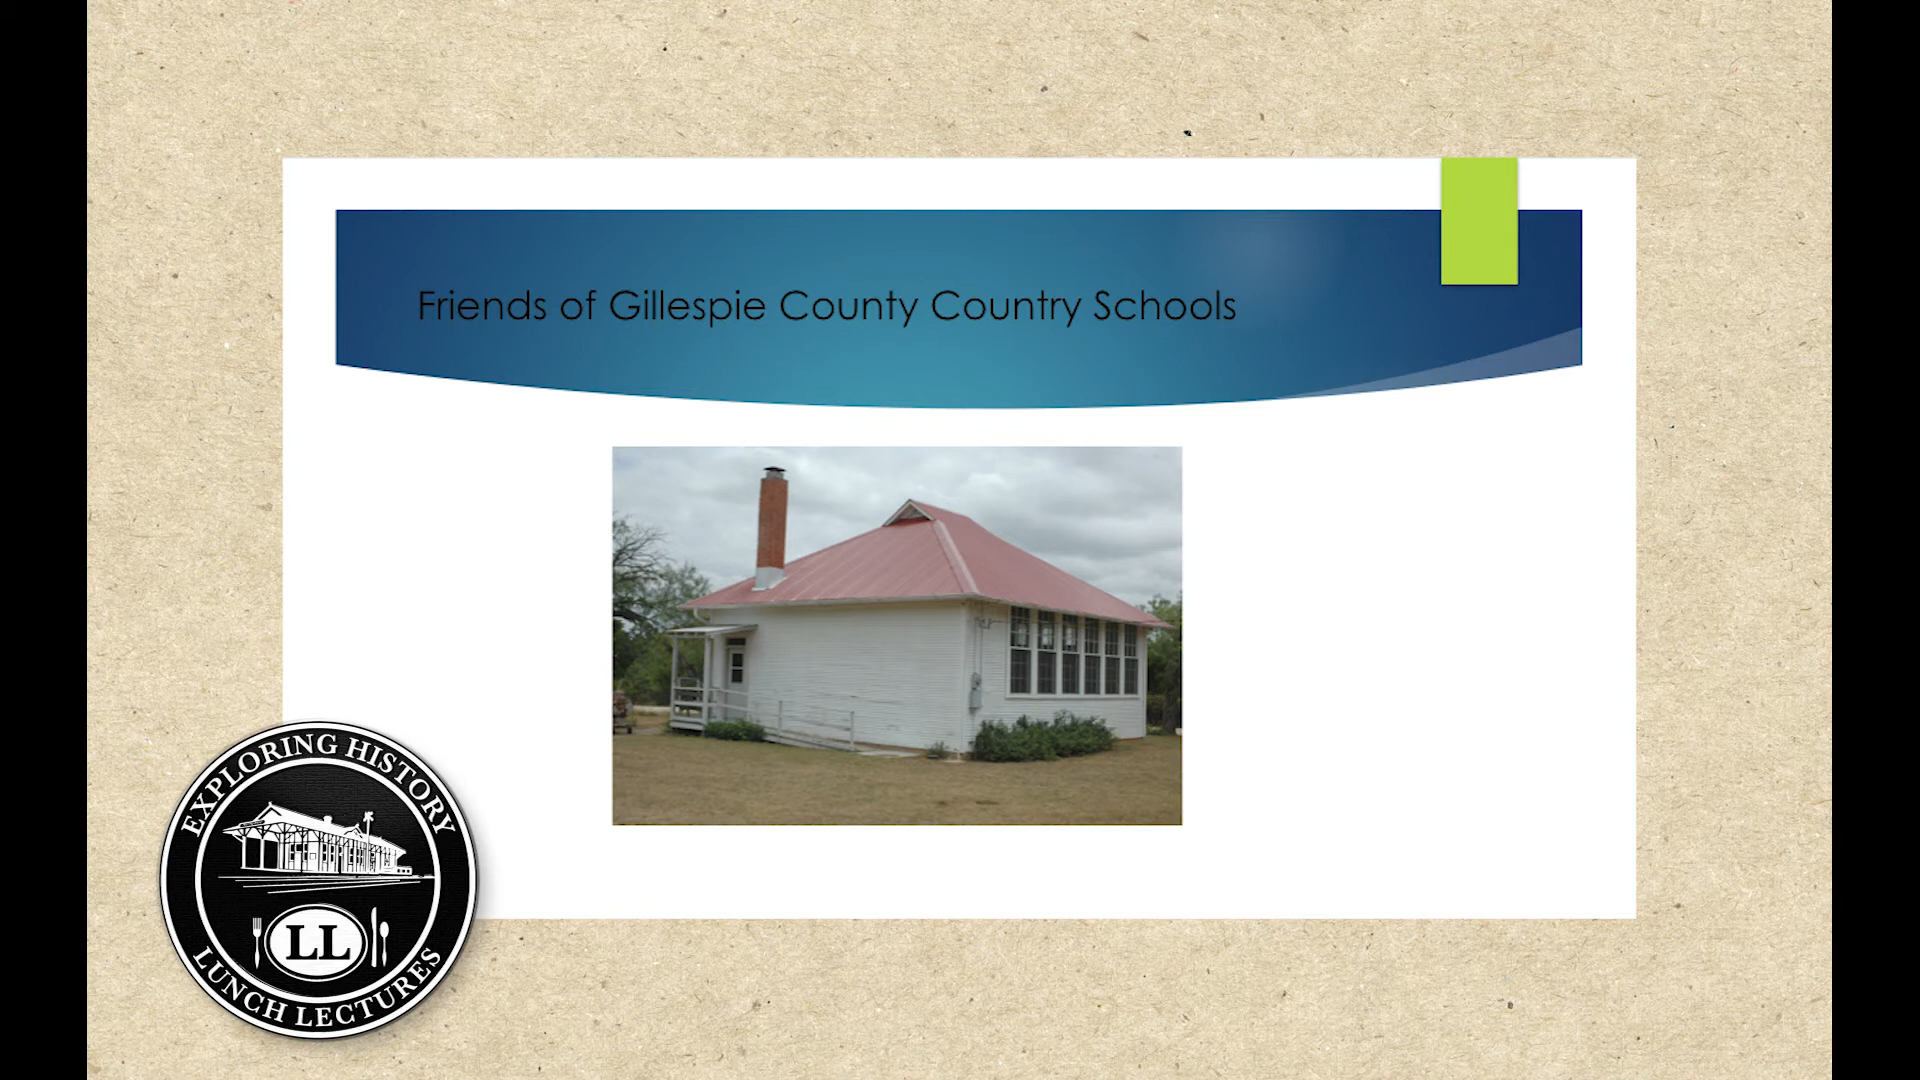 Friends of Gillespie County Country Schools
EXPLORING HISTORY
LL
LUNCH LECTURES